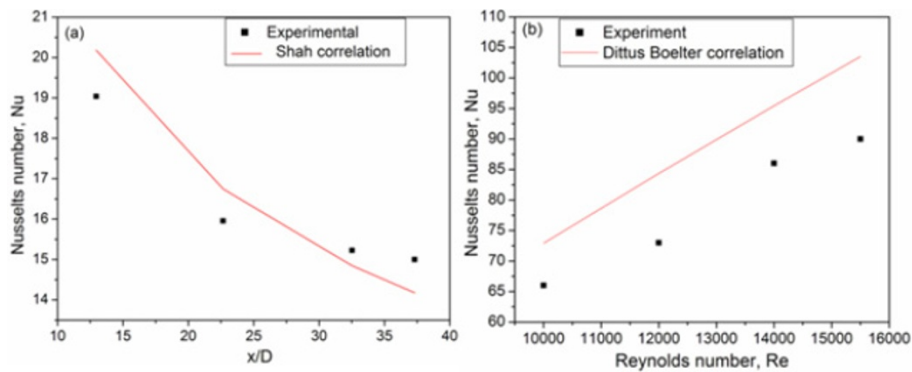 (a)
Experimental
Shah correlation
Nusselts number, Nu
21
20
19
18
17
16
15
14
10 15 20 25 30 35 40
x/D
(b)
Experiment
Dittus Boelter correlation
Nusselts number, Nu
110
105
100
95
90
85
80
75
70
65
60
10000 11000 12000 13000 14000 15000 16000
Reynolds number, Re